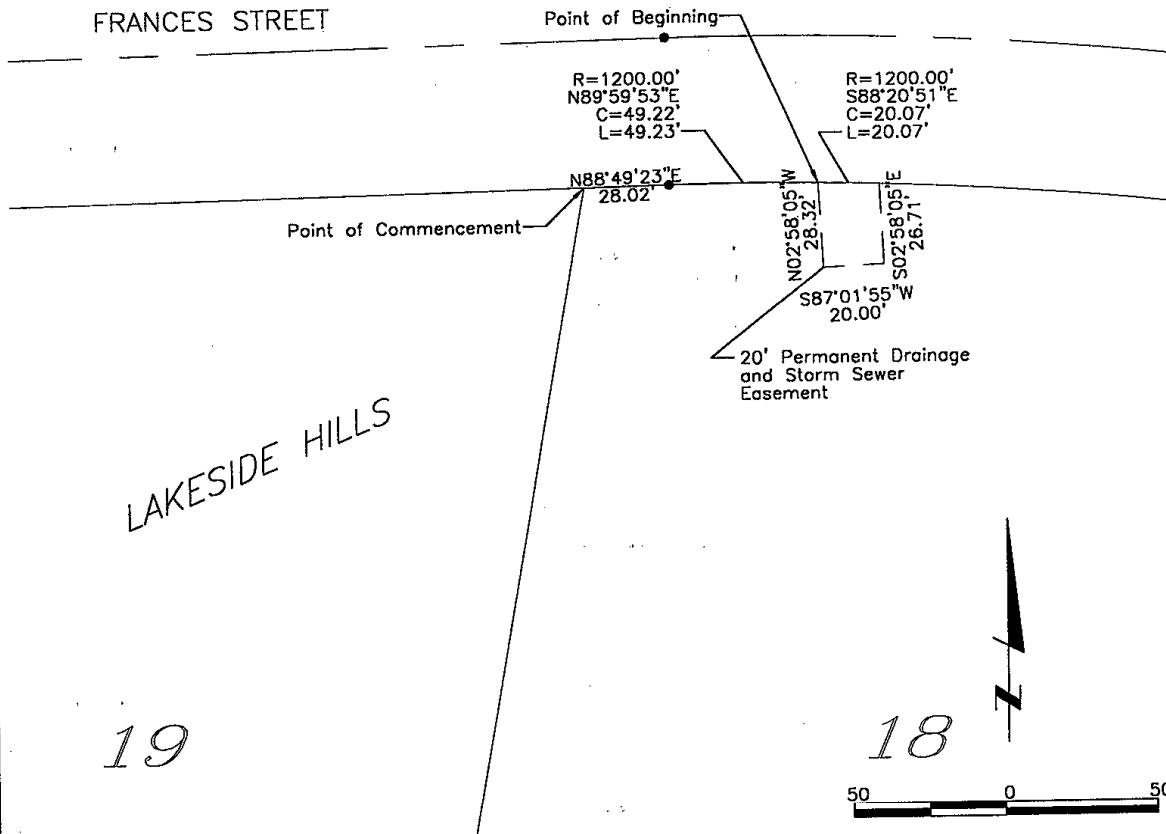 FRANCES STREET
Point of Beginning
R=1200.00'
N89°59'53"E
C=49.22'
L=49.23'
R=1200.00'
S88°20'51"E
C=20.07'
L=20.07'
N88°49'23"E
28.02'
Point of Commencement
N02°58'05"W
28.32'
S02°58'05"E
26.71'
S87°01'55"W
20.00'
20' Permanent Drainage
and Storm Sewer
Easement
LAKESIDE HILLS
19
18
N
50 0 50